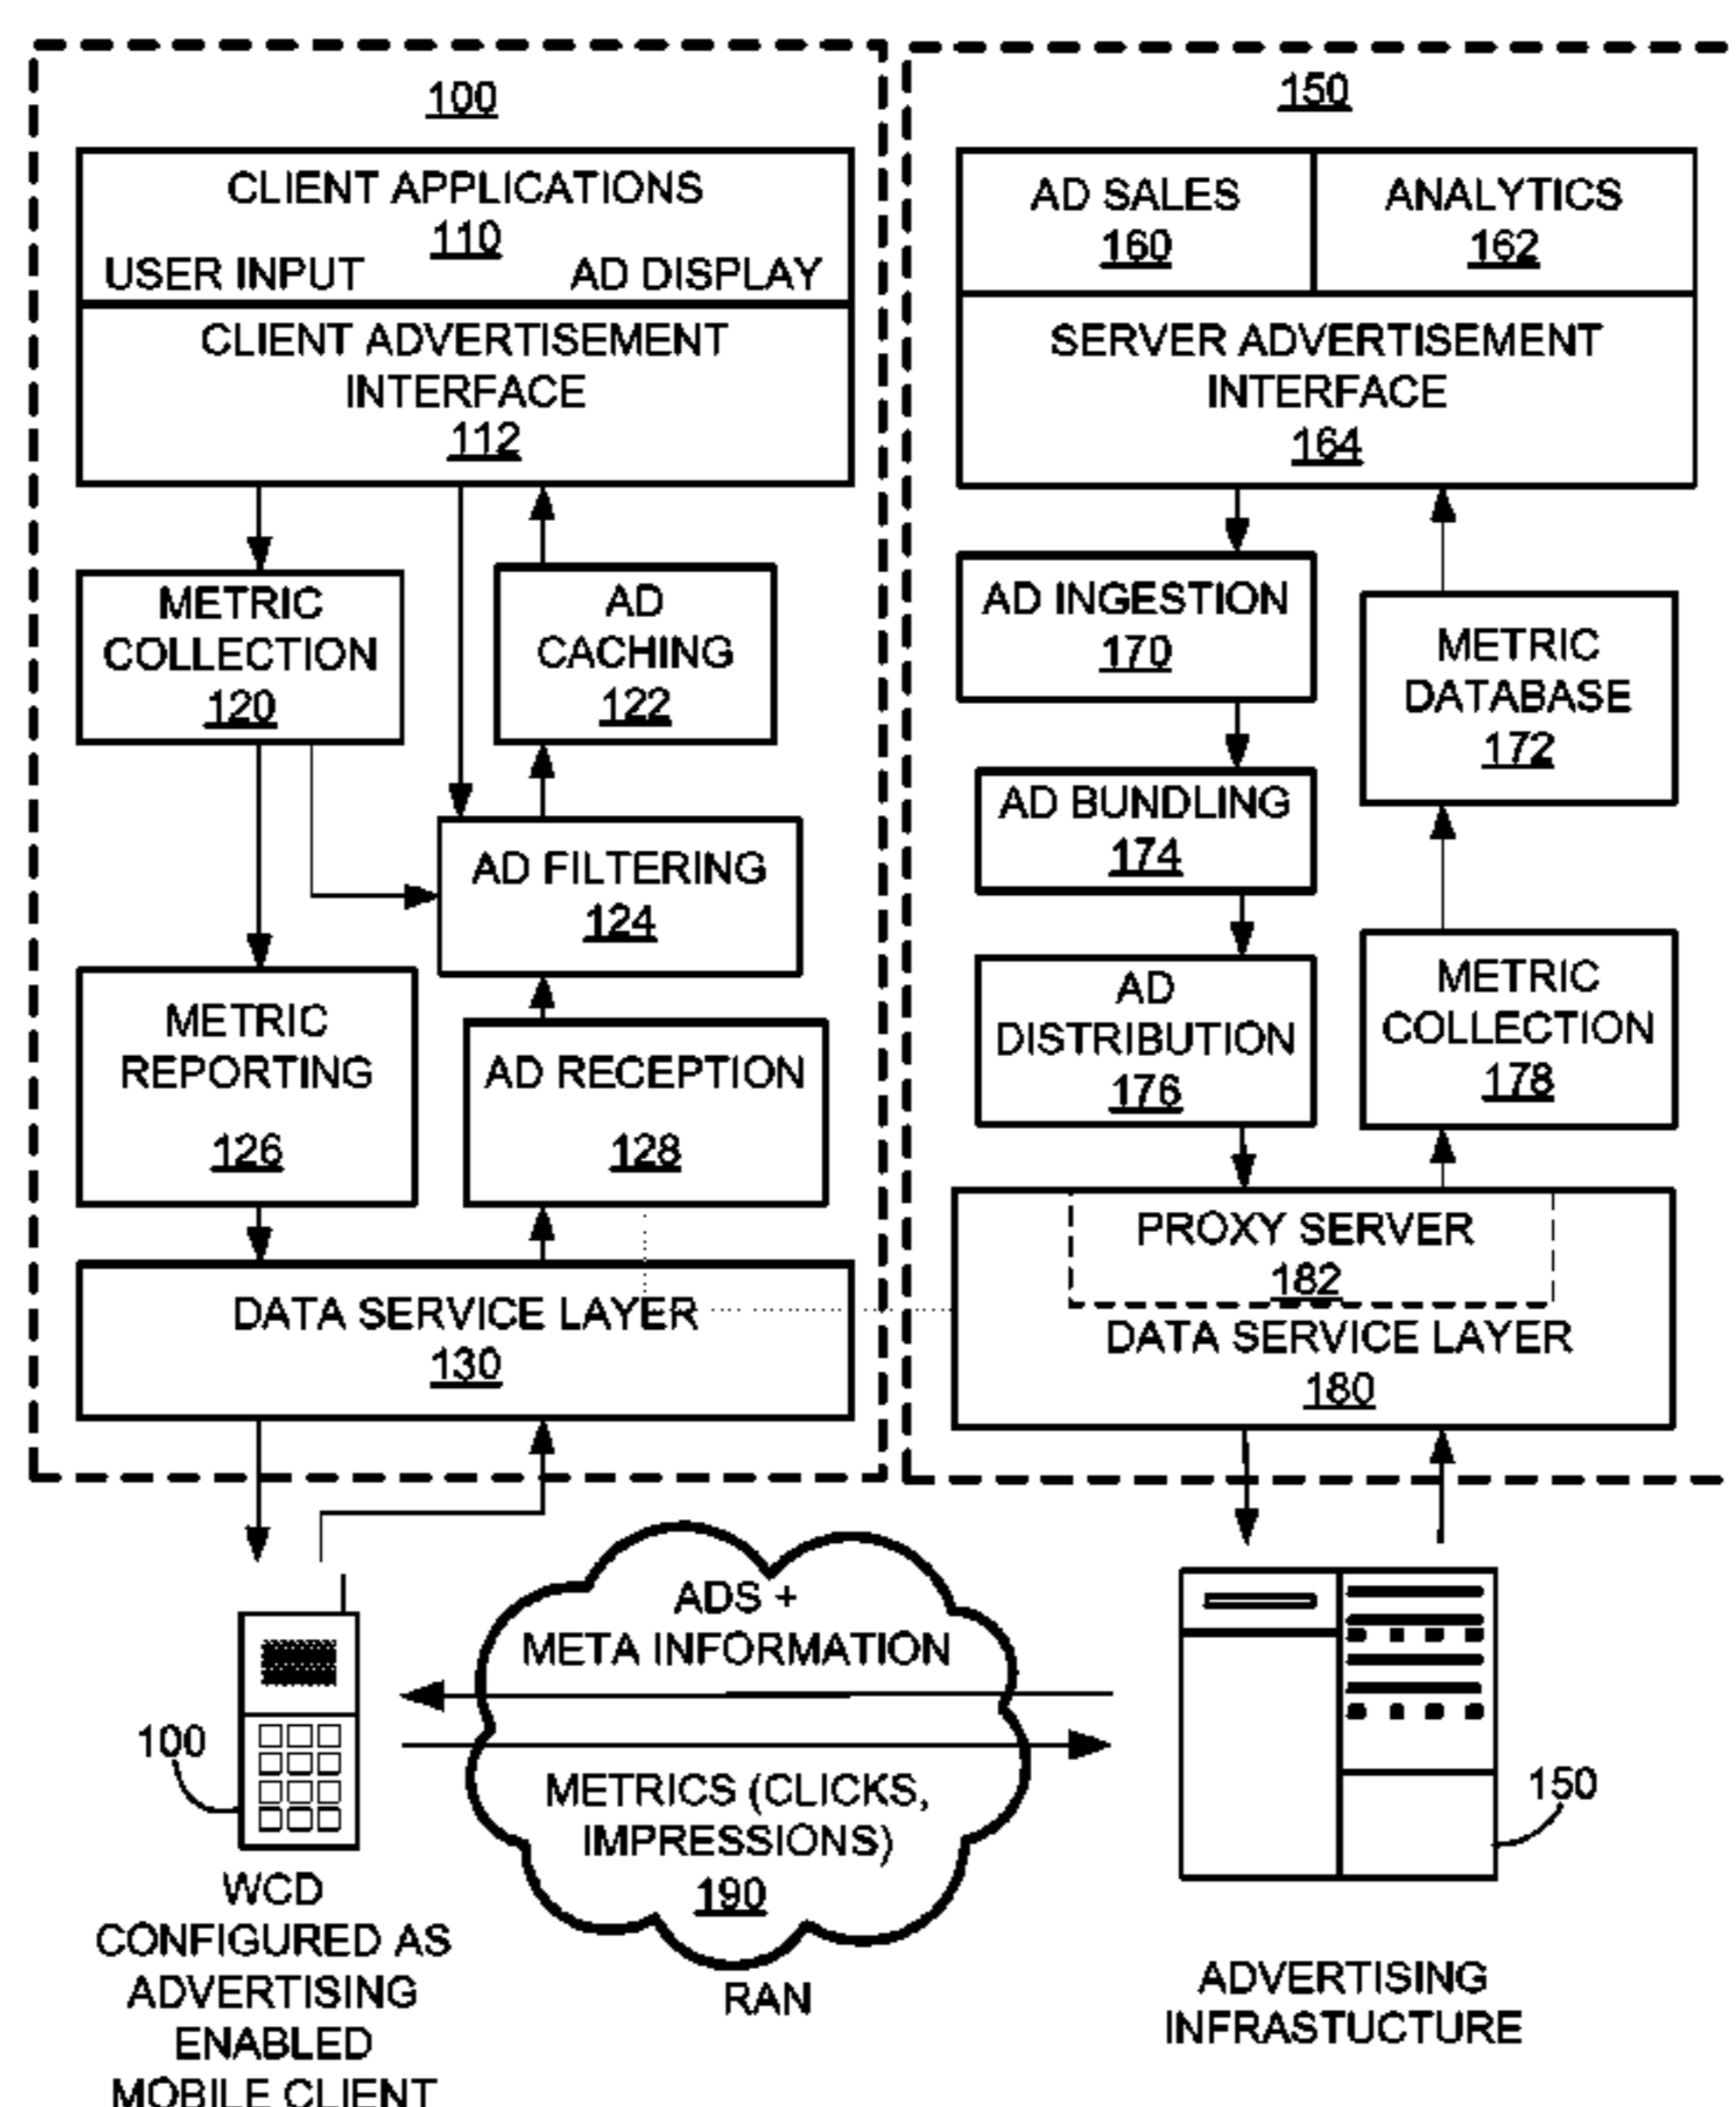 100
CLIENT APPLICATIONS
110
USER INPUT AD DISPLAY
CLIENT ADVERTISEMENT
INTERFACE
112
METRIC
COLLECTION
120
AD
CACHING
122
AD FILTERING
124
METRIC
REPORTING
126
AD RECEPTION
128
DATA SERVICE LAYER
130
150
AD SALES
160
ANALYTICS
162
SERVER ADVERTISEMENT
INTERFACE
164
AD INGESTION
170
METRIC
DATABASE
172
AD BUNDLING
174
AD
DISTRIBUTION
176
METRIC
COLLECTION
178
PROXY SERVER
182
DATA SERVICE LAYER
180
100
WCD
CONFIGURED AS
ADVERTISING
ENABLED
MOBILE CLIENT
ADS +
META INFORMATION
METRICS (CLICKS,
IMPRESSIONS)
190
RAN
150
ADVERTISING
INFRASTUCTURE